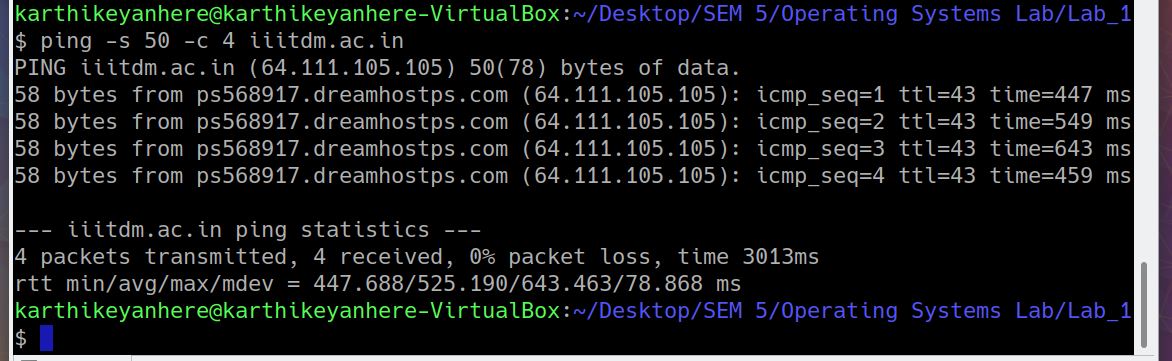 karthikeyanhere@karthikeyanhere-VirtualBox:~/Desktop/SEM 5/Operating Systems Lab/Lab_1
$ ping -s 50 -c 4 iiitdm.ac.in
PING iiitdm.ac.in (64.111.105.105) 50(78) bytes of data.
58 bytes from ps568917.dreamhostps.com (64.111.105.105): icmp_seq=1 ttl=43 time=447 ms
58 bytes from ps568917.dreamhostps.com (64.111.105.105): icmp_seq=2 ttl=43 time=549 ms
58 bytes from ps568917.dreamhostps.com (64.111.105.105): icmp_seq=3 ttl=43 time=643 ms
58 bytes from ps568917.dreamhostps.com (64.111.105.105): icmp_seq=4 ttl=43 time=459 ms
--- iiitdm.ac.in ping statistics ---
4 packets transmitted, 4 received, 0% packet loss, time 3013ms
rtt min/avg/max/mdev = 447.688/525.190/643.463/78.868 ms
karthikeyanhere@karthikeyanhere-VirtualBox:~/Desktop/SEM 5/Operating Systems Lab/Lab_1
$